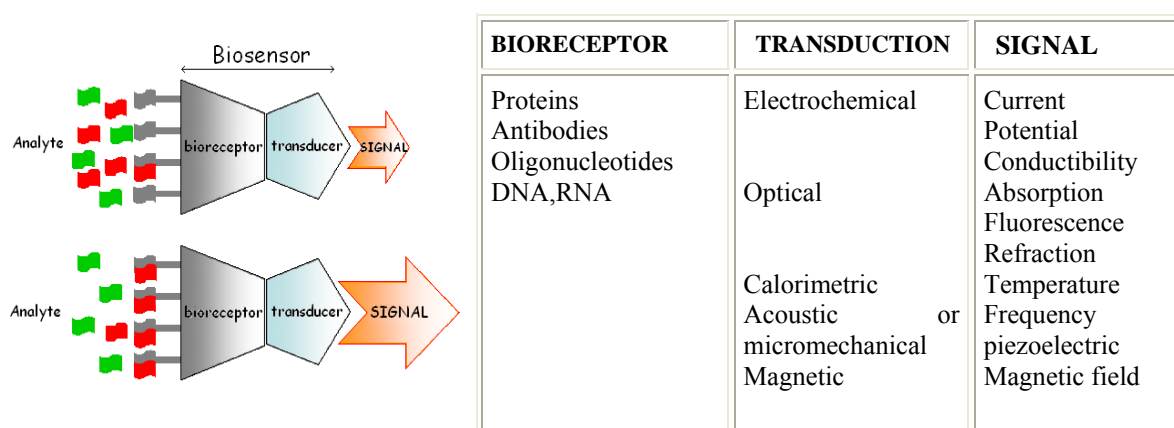 Biosensor
Analyte
bioreceptor
transducer
SIGNAL
Analyte
bioreceptor
transducer
SIGNAL
BIORECEPTOR
Proteins
Antibodies
Oligonucleotides
DNA,RNA
TRANSDUCTION
Electrochemical
Optical
Calorimetric
Acoustic or
micromechanical
Magnetic
SIGNAL
Current
Potential
Conductibility
Absorption
Fluorescence
Refraction
Temperature
Frequency
piezoelectric
Magnetic field